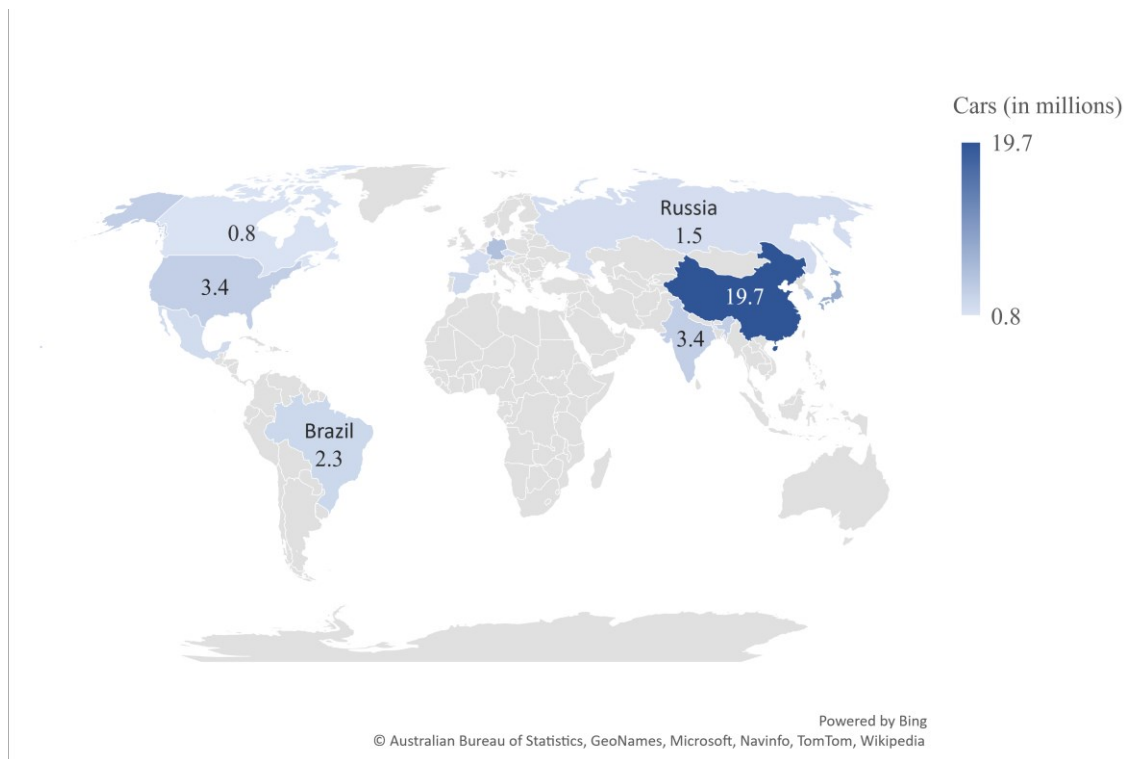 Cars (in millions)
19.7
0.8
0.8
Russia
1.5
3.4
19.7
3.4
Brazil
2.3
Powered by Bing
© Australian Bureau of Statistics, GeoNames, Microsoft, Navinfo, TomTom, Wikipedia